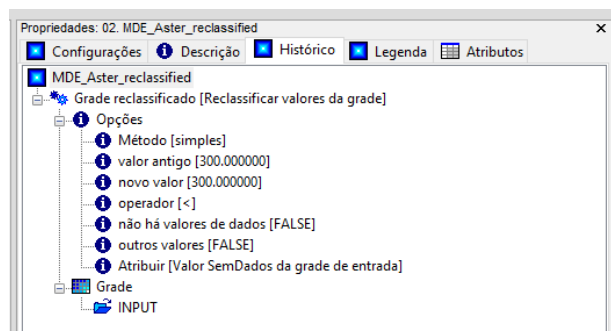 Propriedades: 02. MDE_Aster_reclassified
Configurações Descrição Histórico Legenda Atributos
MDE_Aster_reclassified
Grade reclassificado [Reclassificar valores da grade]
Opções
Método [simples]
valor antigo [300.000000]
novo valor [300.000000]
operador [<]
não há valores de dados [FALSE]
outros valores [FALSE]
Atribuir [Valor SemDados da grade de entrada]
Grade
INPUT